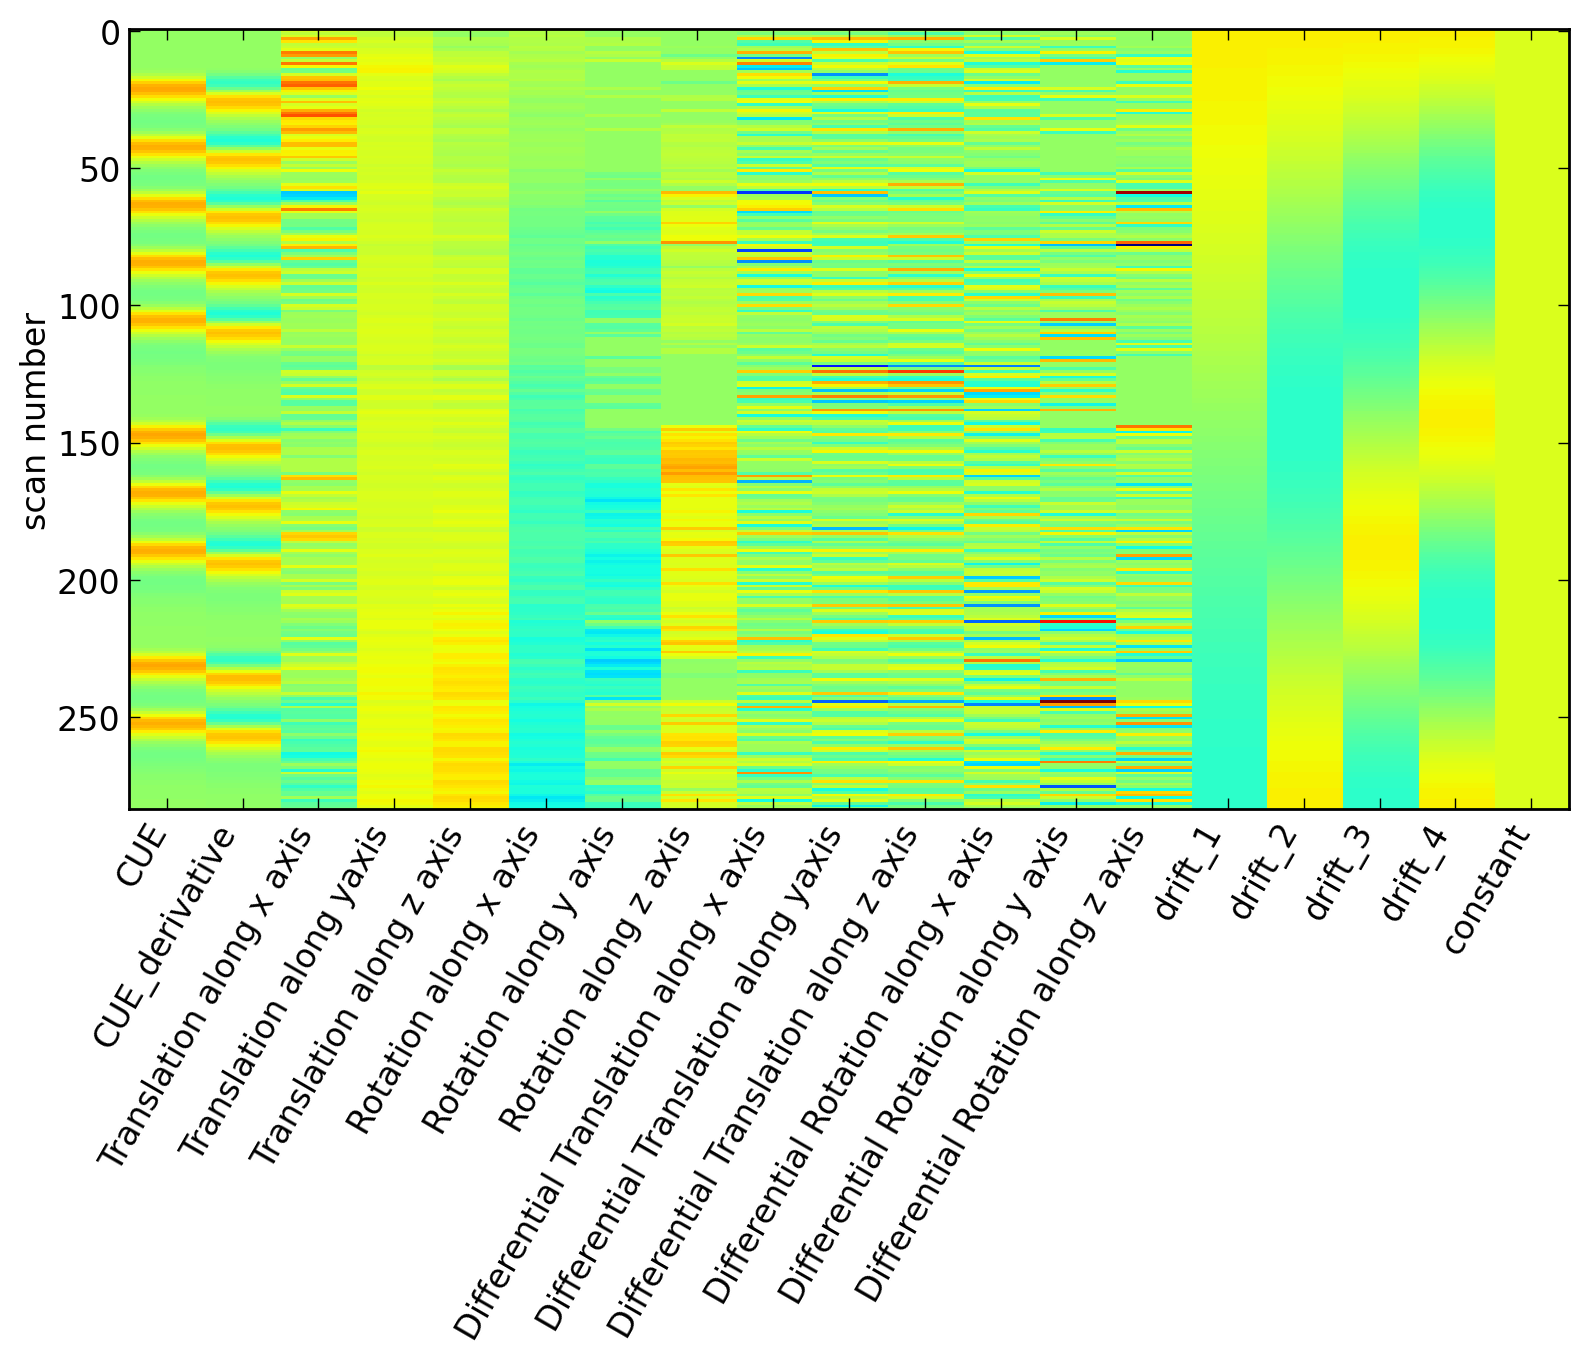 0
50
100
150
200
250
scan number
CUE
CUE_derivative
Translation along x axis
Translation along yaxis
Translation along z axis
Rotation along x axis
Rotation along y axis
Rotation along z axis
Differential Translation along x axis
Differential Translation along yaxis
Differential Translation along z axis
Differential Rotation along x axis
Differential Rotation along y axis
Differential Rotation along z axis
drift_1
drift_2
drift_3
drift_4
constant